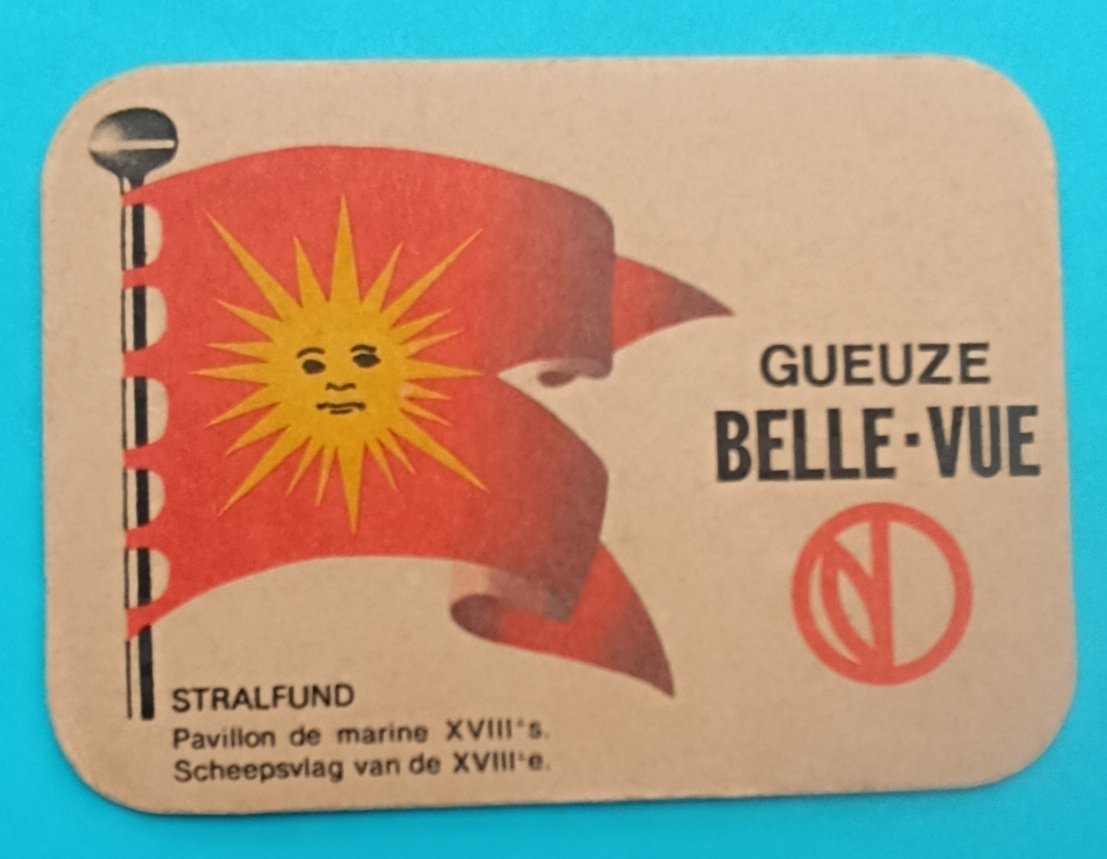 GUEUZE
BELLE-VUE
STRALFUND
Pavillon de marine XVIII's.
Scheepsvlag van de XVIII'e.